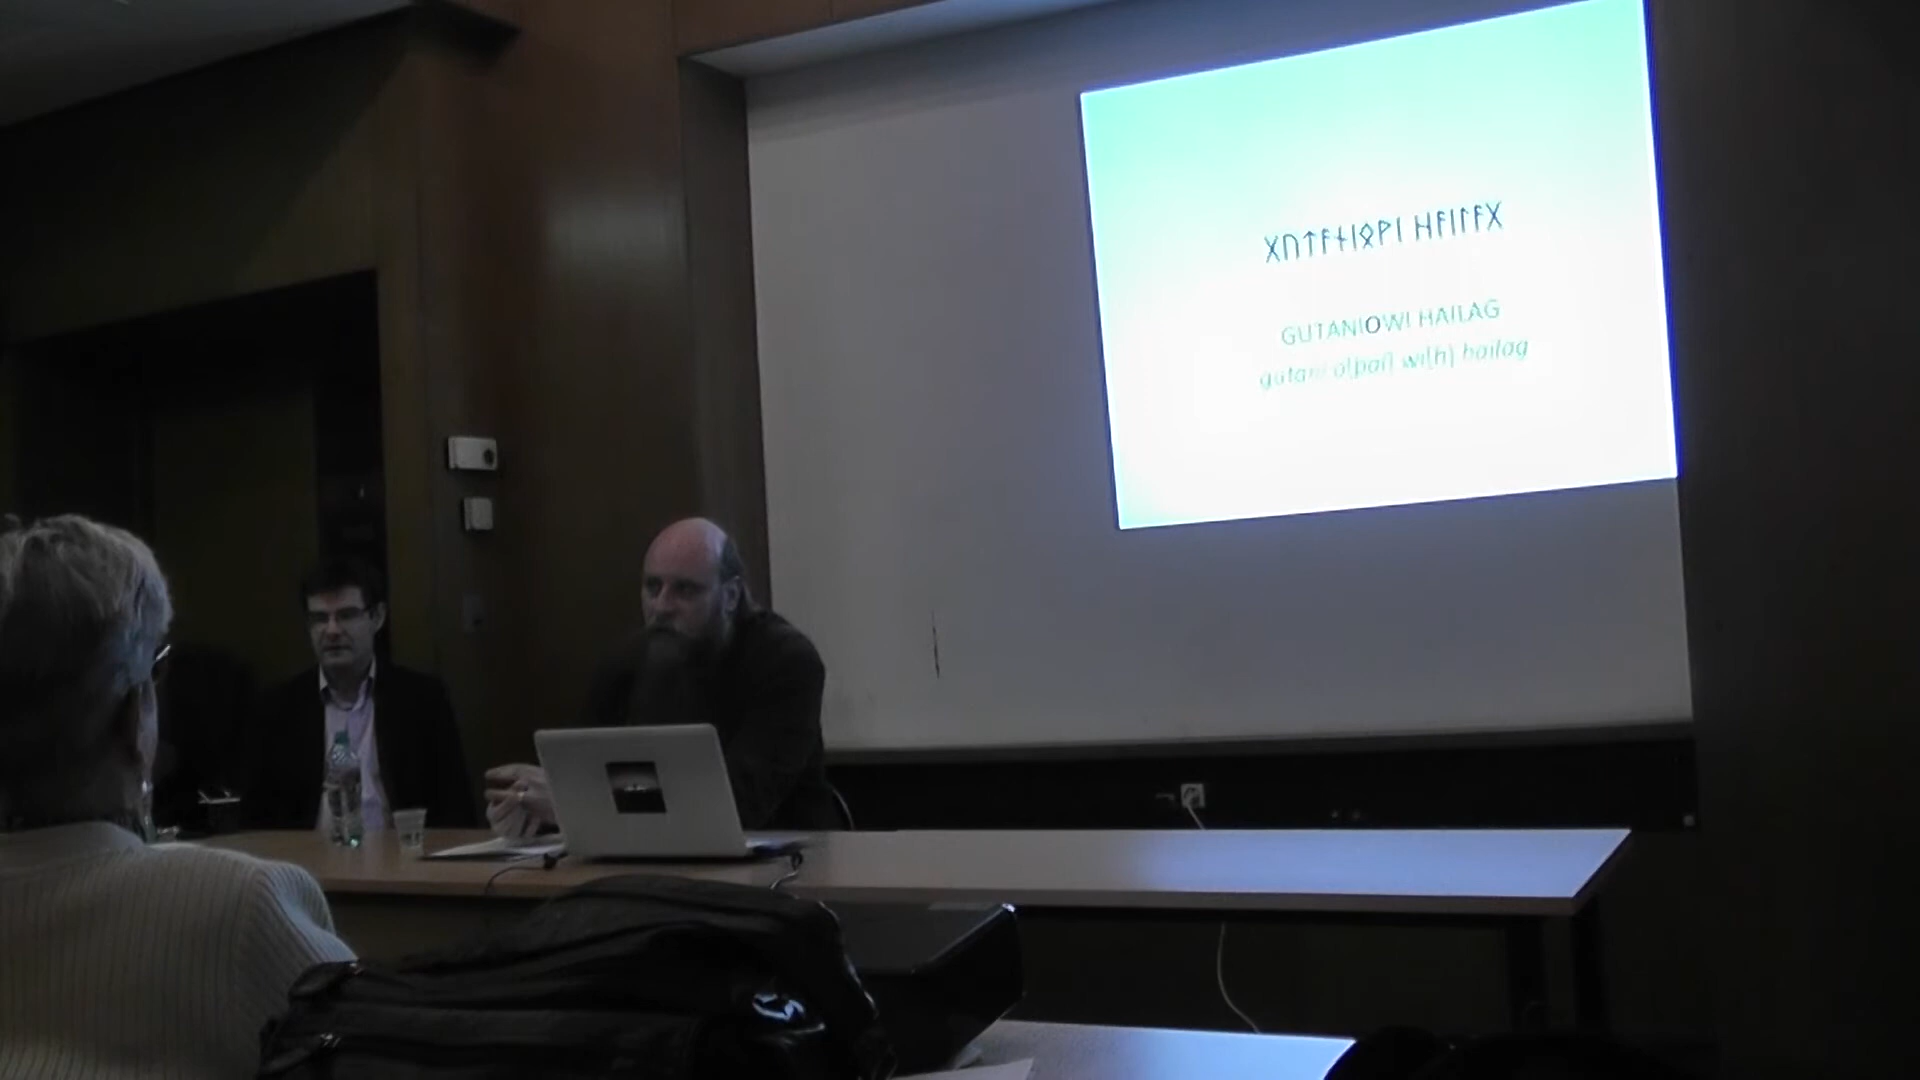 ᚷᚢᛏᚨᚾᛁᛟᚹᛁ ᚺᚨᛁᛚᚨᚷ
GUTANIOWI HAILAG
gutani o[þal] wi[h] hailag